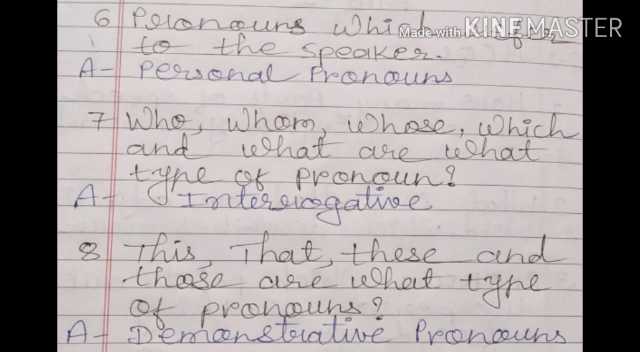 Made with KINEMASTER
6 Pronouns which
to the speaker.
A- Personal Pronouns
7 Who, Whom, Whose, Which
and what are what
type of pronoun?
A- Interrogative
8 This, That, these and
those are what type
of pronouns?
A- Demonstrative Pronouns